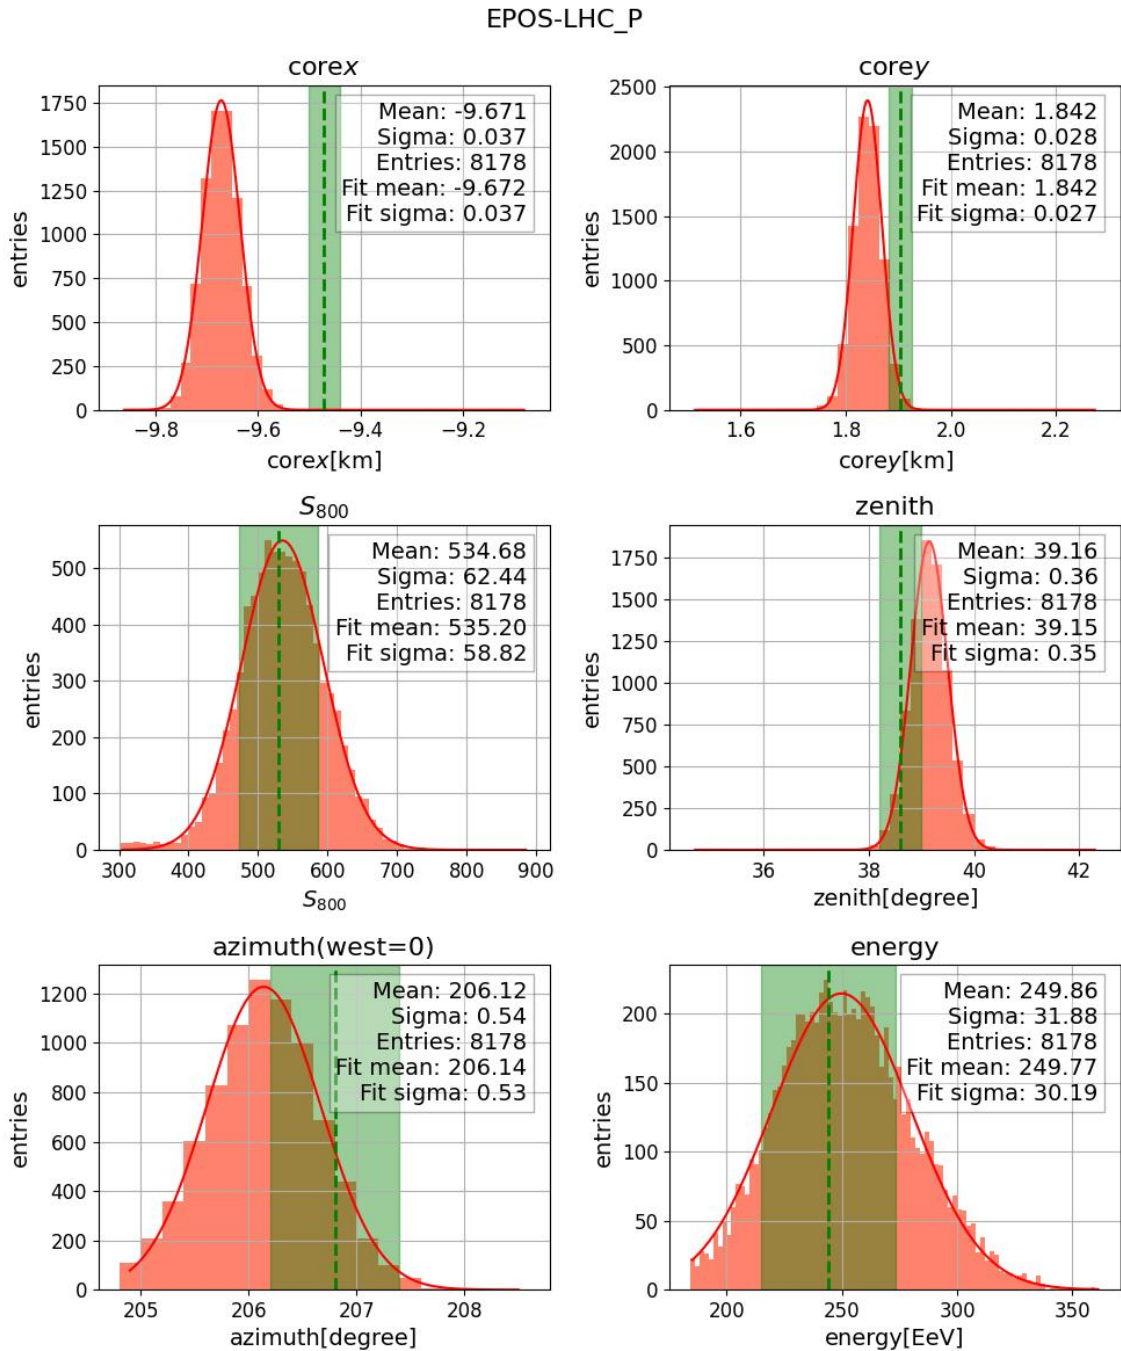 EPOS-LHC_P
corex
1750
1500
1250
1000
750
500
250
0
entries
Mean: -9.671
Sigma: 0.037
Entries: 8178
Fit mean: -9.672
Fit sigma: 0.037
−9.8 −9.6 −9.4 −9.2
corex[km]
corey
2500
2000
1500
1000
500
0
entries
Mean: 1.842
Sigma: 0.028
Entries: 8178
Fit mean: 1.842
Fit sigma: 0.027
1.6 1.8 2.0 2.2
corey[km]
S800
500
400
300
200
100
0
entries
Mean: 534.68
Sigma: 62.44
Entries: 8178
Fit mean: 535.20
Fit sigma: 58.82
300 400 500 600 700 800 900
S800
zenith
1750
1500
1250
1000
750
500
250
0
entries
Mean: 39.16
Sigma: 0.36
Entries: 8178
Fit mean: 39.15
Fit sigma: 0.35
36 38 40 42
zenith[degree]
azimuth(west=0)
1200
1000
800
600
400
200
0
entries
Mean: 206.12
Sigma: 0.54
Entries: 8178
Fit mean: 206.14
Fit sigma: 0.53
205 206 207 208
azimuth[degree]
energy
200
150
100
50
0
entries
Mean: 249.86
Sigma: 31.88
Entries: 8178
Fit mean: 249.77
Fit sigma: 30.19
200 250 300 350
energy[EeV]